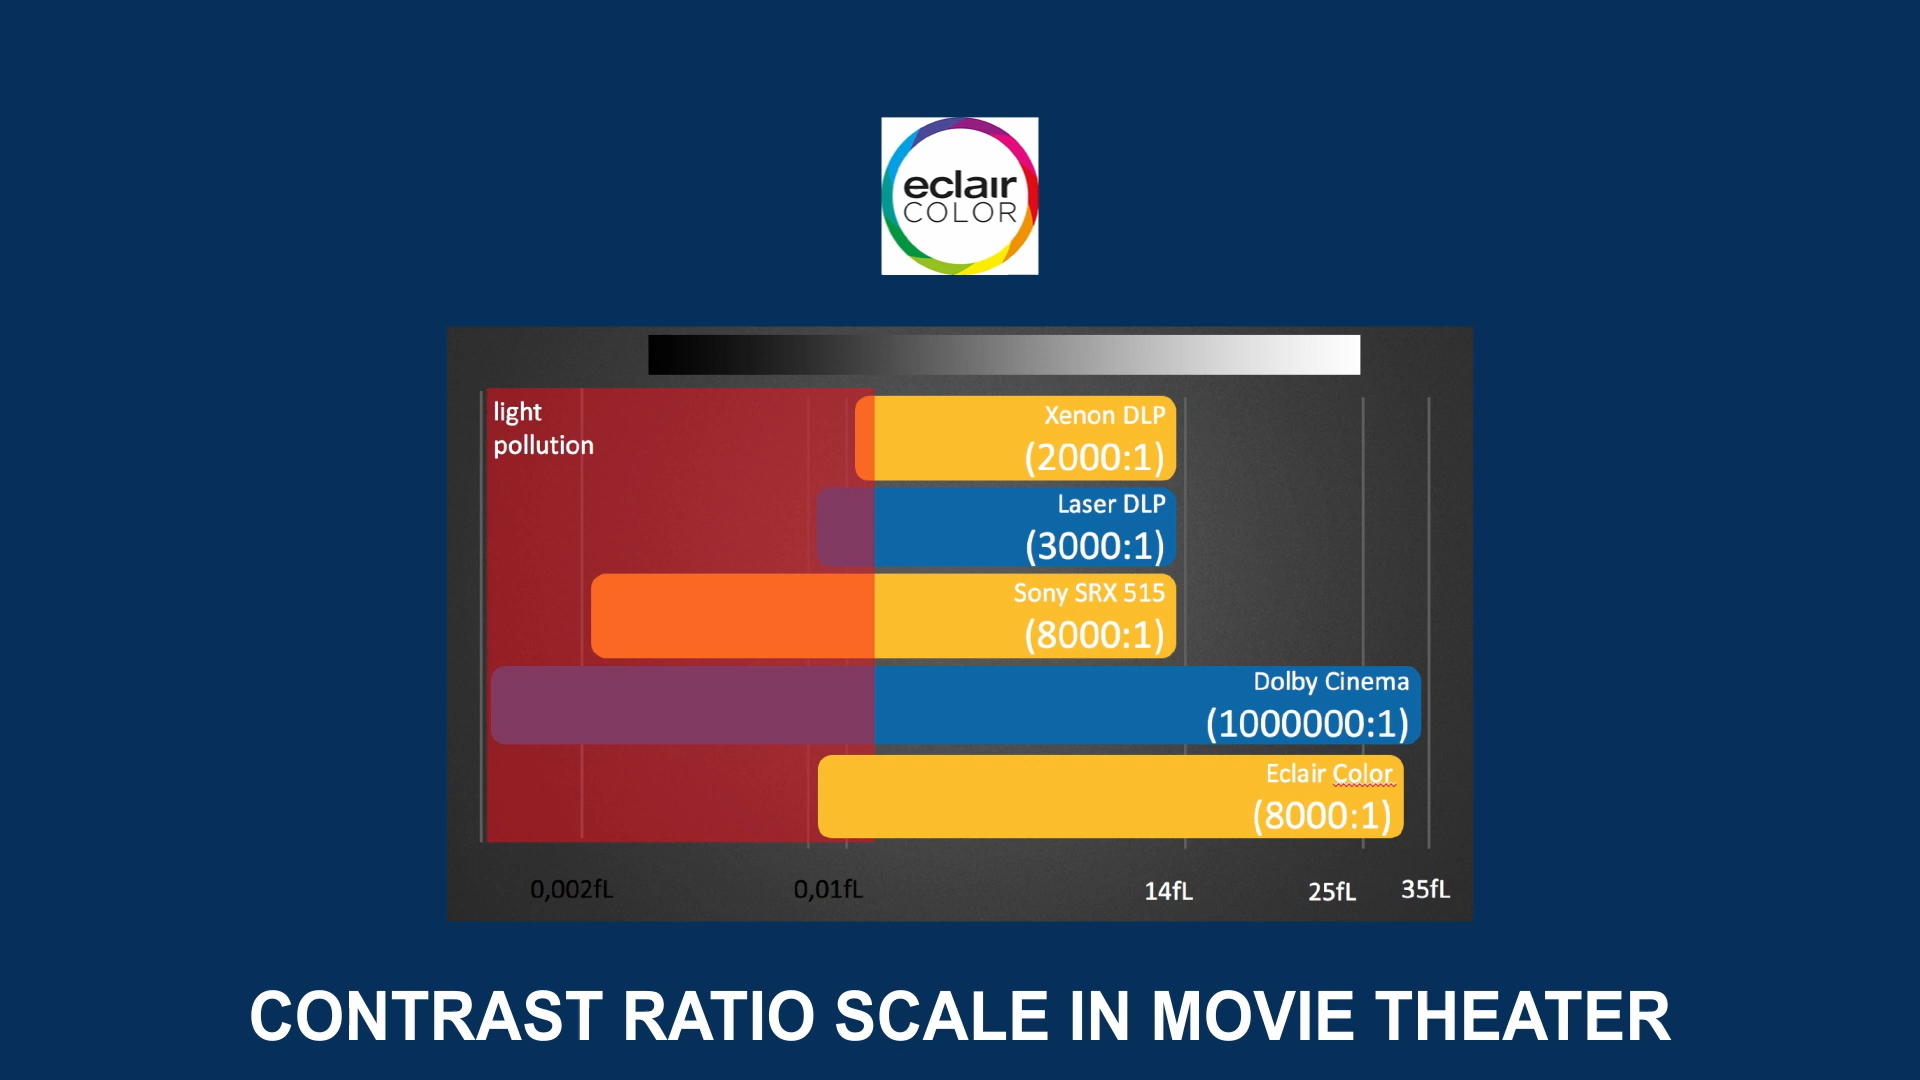 eclair
COLOR
light
pollution
Xenon DLP
(2000:1)
Laser DLP
(3000:1)
Sony SRX 515
(8000:1)
Dolby Cinema
(1000000:1)
Eclair Color
(8000:1)
0,002fL 0,01fL 14fL 25fL 35fL
CONTRAST RATIO SCALE IN MOVIE THEATER